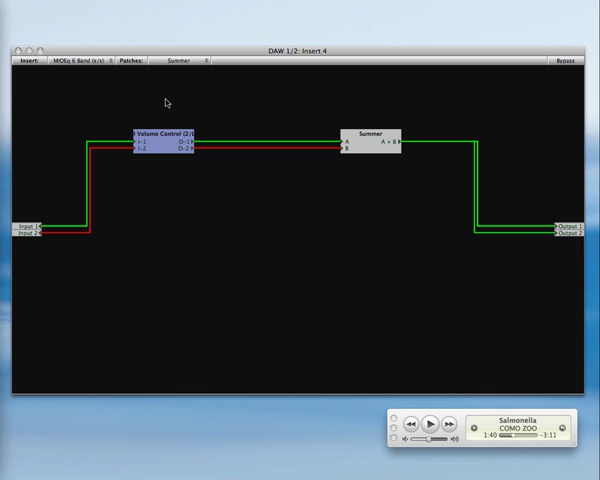 DAW 1/2: Insert 4
Insert: MIOEq 6 Band (s/s) Patches: Summer Bypass
Volume Control (2/
I-1 O-1
I-2 O-2
Summer
A A + B
B
Input 1
Input 2
Output 1
Output 2
Salmonella
COMO ZOO
1:40 -3:11